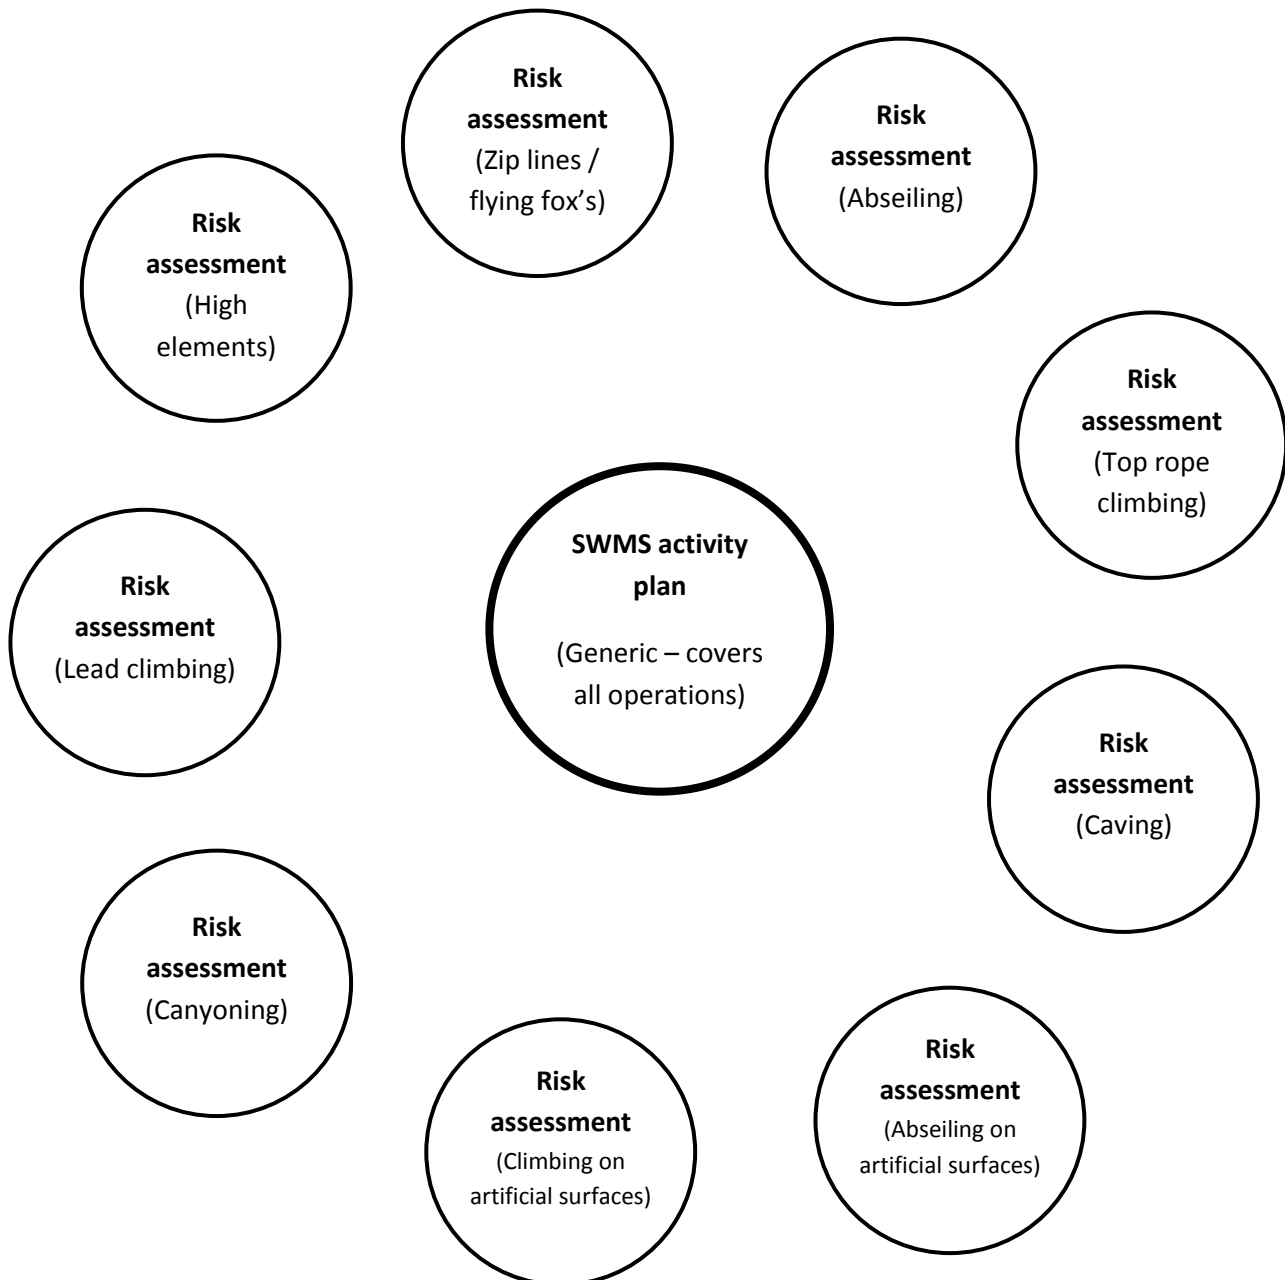 Risk
assessment
(Zip lines /
flying fox’s)
Risk
assessment
(Abseiling)
Risk
assessment
(High
elements)
Risk
assessment
(Top rope
climbing)
SWMS activity
plan
(Generic – covers
all operations)
Risk
assessment
(Lead climbing)
Risk
assessment
(Caving)
Risk
assessment
(Canyoning)
Risk
assessment
(Climbing on
artificial surfaces)
Risk
assessment
(Abseiling on
artificial surfaces)